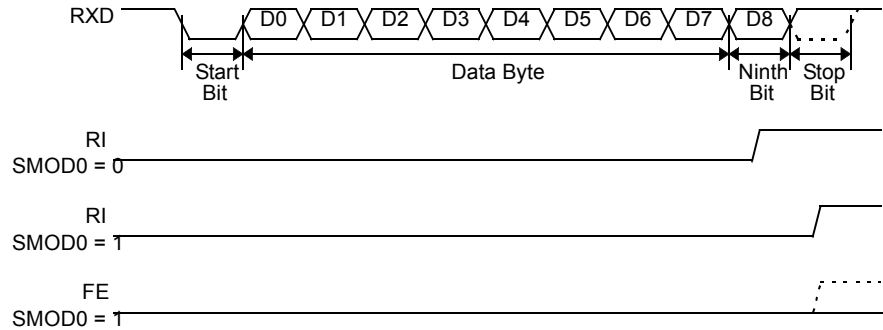 RXD D0 D1 D2 D3 D4 D5 D6 D7 D8
Start Bit Data Byte Ninth Bit Stop Bit
RI
SMOD0 = 0
RI
SMOD0 = 1
FE
SMOD0 = 1